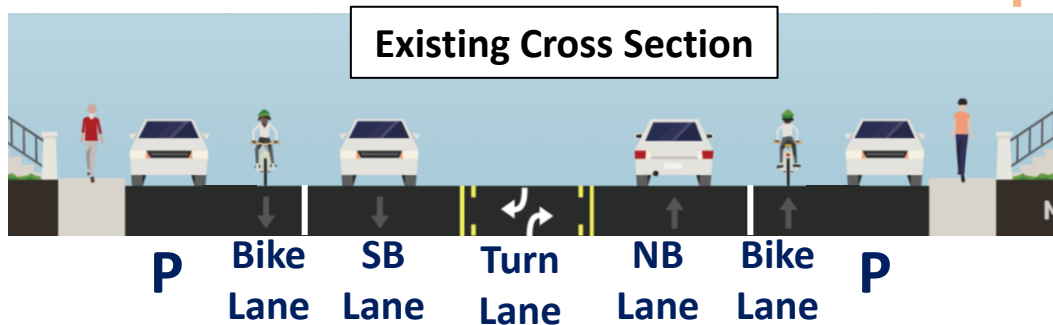 Existing Cross Section
P
Bike Lane
SB Lane
Turn Lane
NB Lane
Bike Lane
P